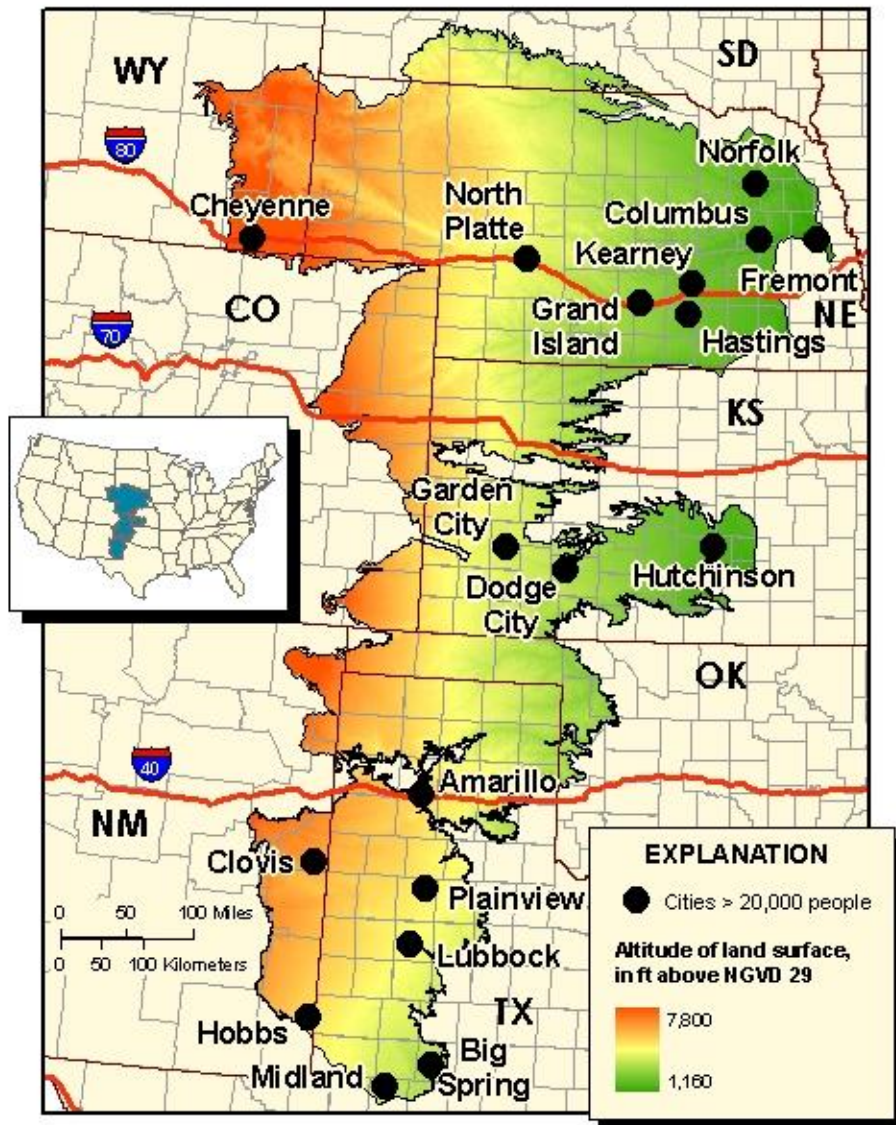 WY
SD
80
Norfolk
Cheyenne
North
Platte
Columbus
Kearney
Fremont
CO
Grand
Island
NE
Hastings
70
KS
Garden
City
Dodge
City
Hutchinson
OK
40
Amarillo
NM
Clovis
Plainview
0 50 100 Miles
0 50 100 Kilometers
Lubbock
TX
Hobbs
Big
Spring
Midland
EXPLANATION
Cities > 20,000 people
Altitude of land surface,
in ft above NGVD 29
7,800
1,160